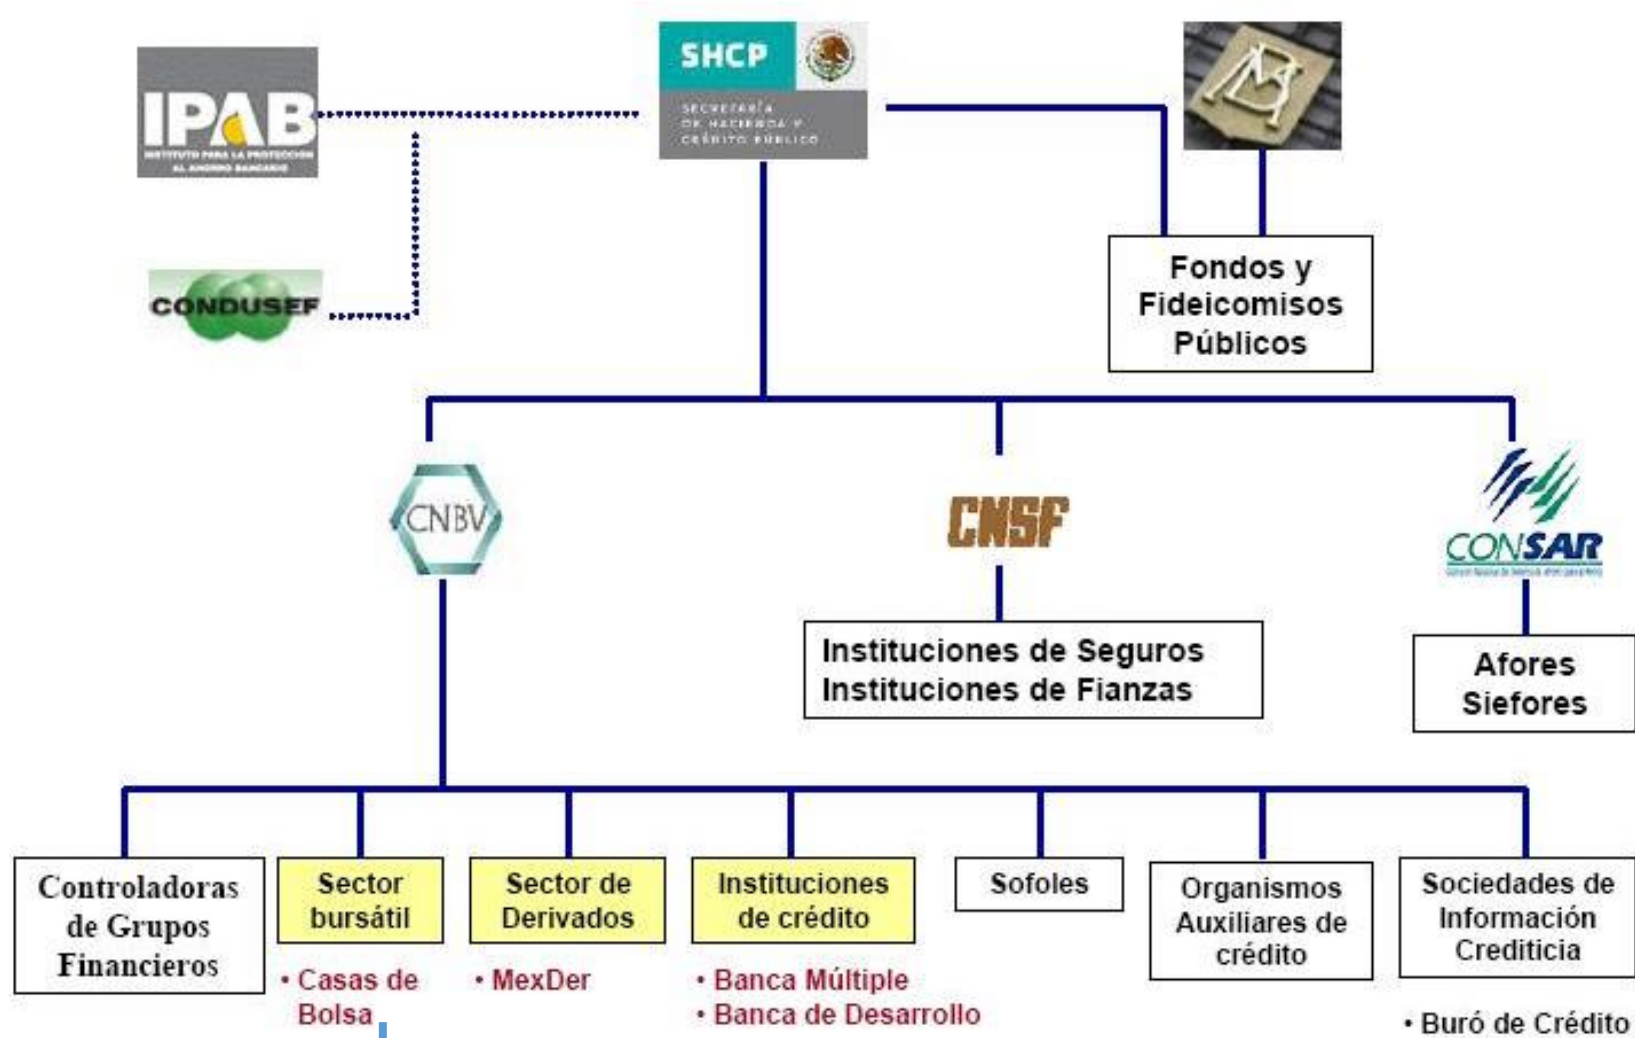 IPAB
INSTITUTO PARA LA PROTECCIÓN
AL AHORRO BANCARIO
SHCP
SECRETARÍA
DE HACIENDA Y
CRÉDITO PÚBLICO
CONDUSEF
Fondos y
Fideicomisos
Públicos
CNBV
CNSF
CONSAR
Instituciones de Seguros
Instituciones de Fianzas
Afores
Siefores
Controladoras
de Grupos
Financieros
Sector
bursátil
• Casas de
Bolsa
Sector de
Derivados
• MexDer
Instituciones
de crédito
• Banca Múltiple
• Banca de Desarrollo
Sofoles
Organismos
Auxiliares de
crédito
Sociedades de
Información
Crediticia
• Buró de Crédito